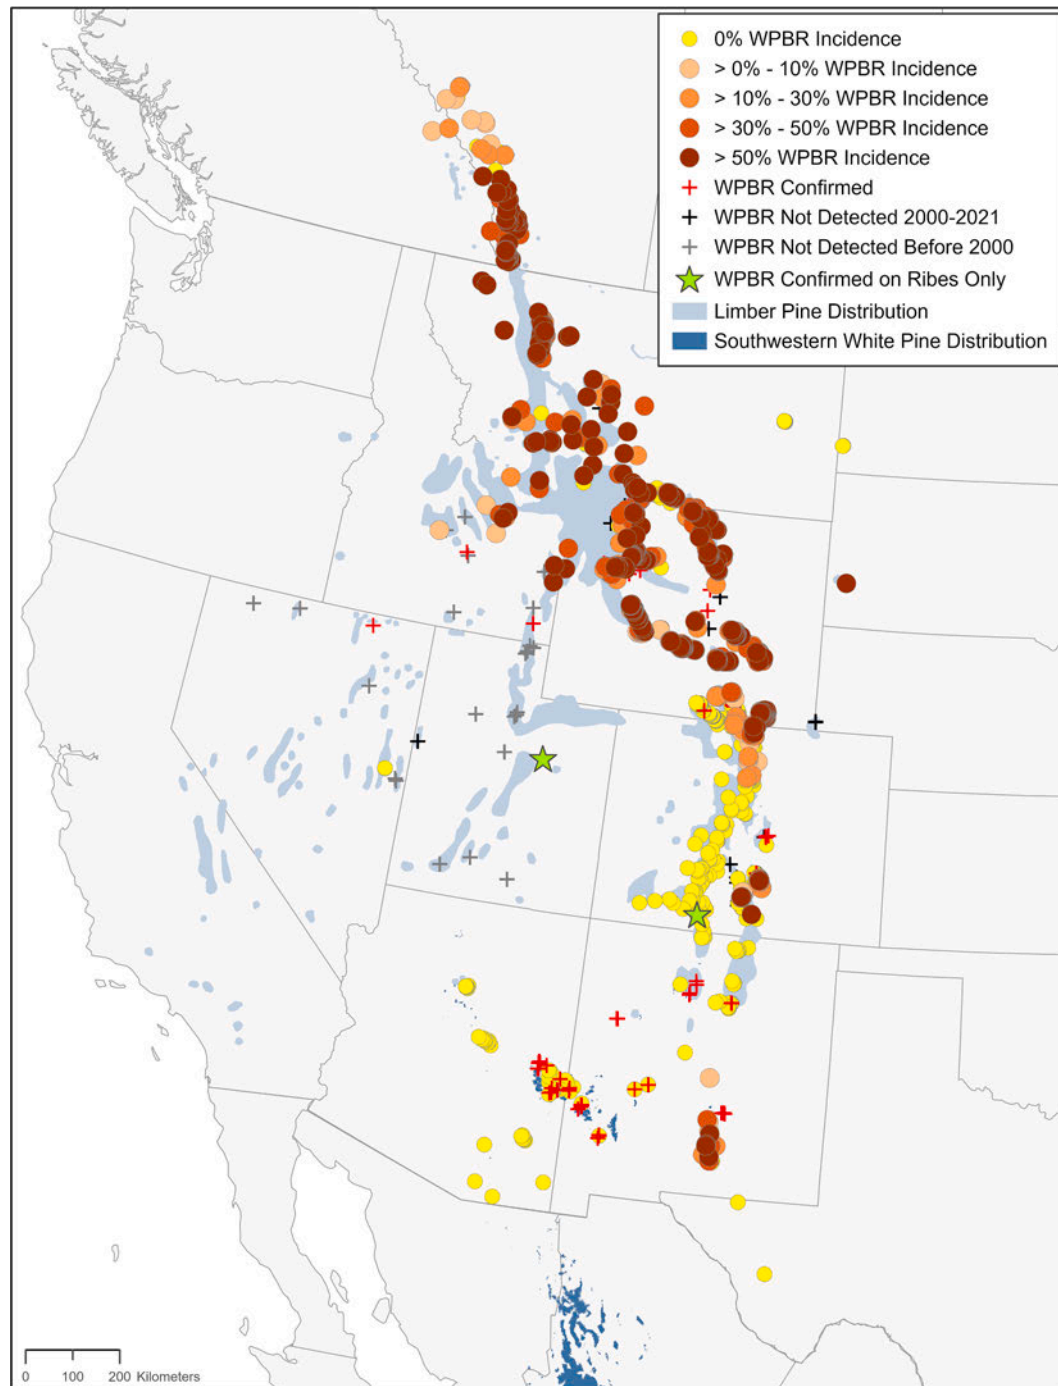 0% WPBR Incidence
> 0% - 10% WPBR Incidence
> 10% - 30% WPBR Incidence
> 30% - 50% WPBR Incidence
> 50% WPBR Incidence
WPBR Confirmed
WPBR Not Detected 2000-2021
WPBR Not Detected Before 2000
WPBR Confirmed on Ribes Only
Limber Pine Distribution
Southwestern White Pine Distribution
0 100 200 Kilometers